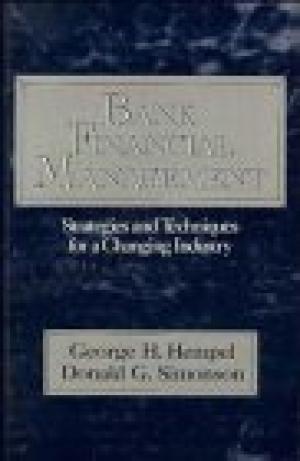 BANK
FINANCIAL
MANAGEMENT
Strategies and Techniques
for a Changing Industry
George H. Hempel
Donald G. Simonson